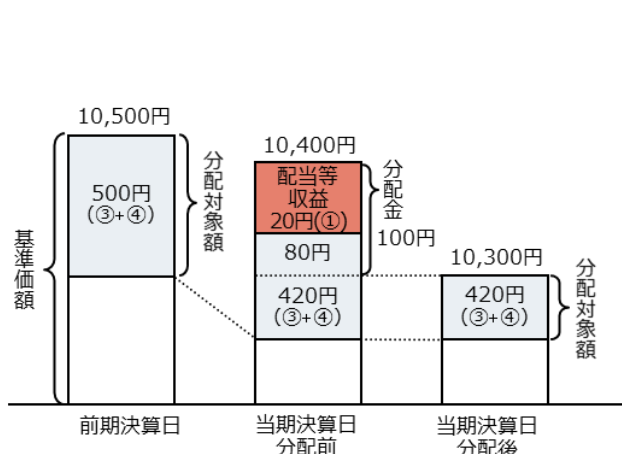 10,500円
500円
(③+④)
分配対象額
基準価額
10,400円
配当等
収益
20円(①)
80円
420円
(③+④)
分配金
100円
10,300円
420円
(③+④)
分配対象額
前期決算日
当期決算日
分配前
当期決算日
分配後